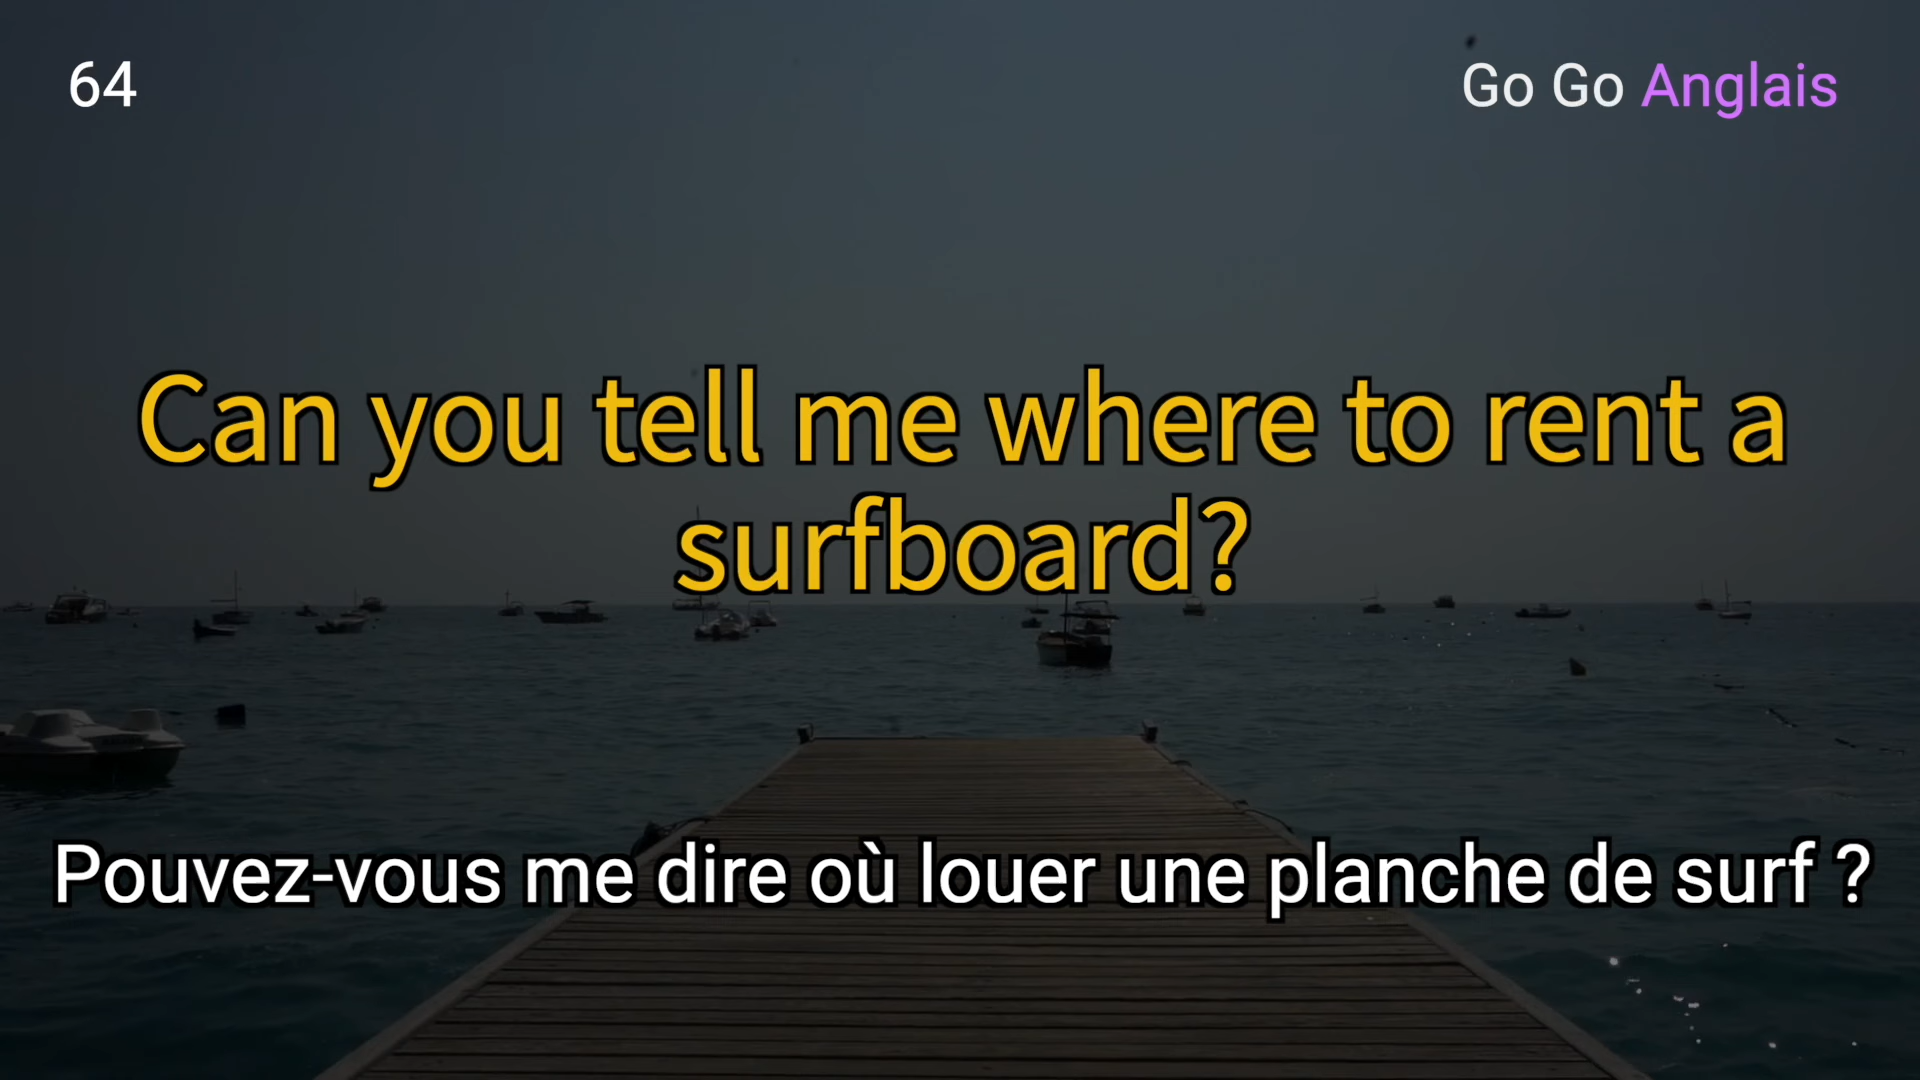 64
Go Go Anglais
Can you tell me where to rent a
surfboard?
Pouvez-vous me dire où louer une planche de surf ?